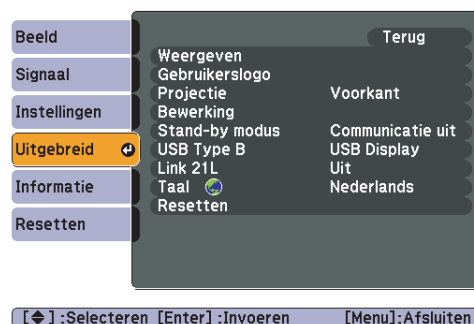 Beeld
Signaal
Instellingen
Uitgebreid
Informatie
Resetten
Terug
Weergeven
Gebruikerslogo
Projectie Voorkant
Bewerking
Stand-by modus Communicatie uit
USB Type B USB Display
Link 21L Uit
Taal Nederlands
Resetten
[ ] :Selecteren [Enter] :Invoeren [Menu]:Afsluiten